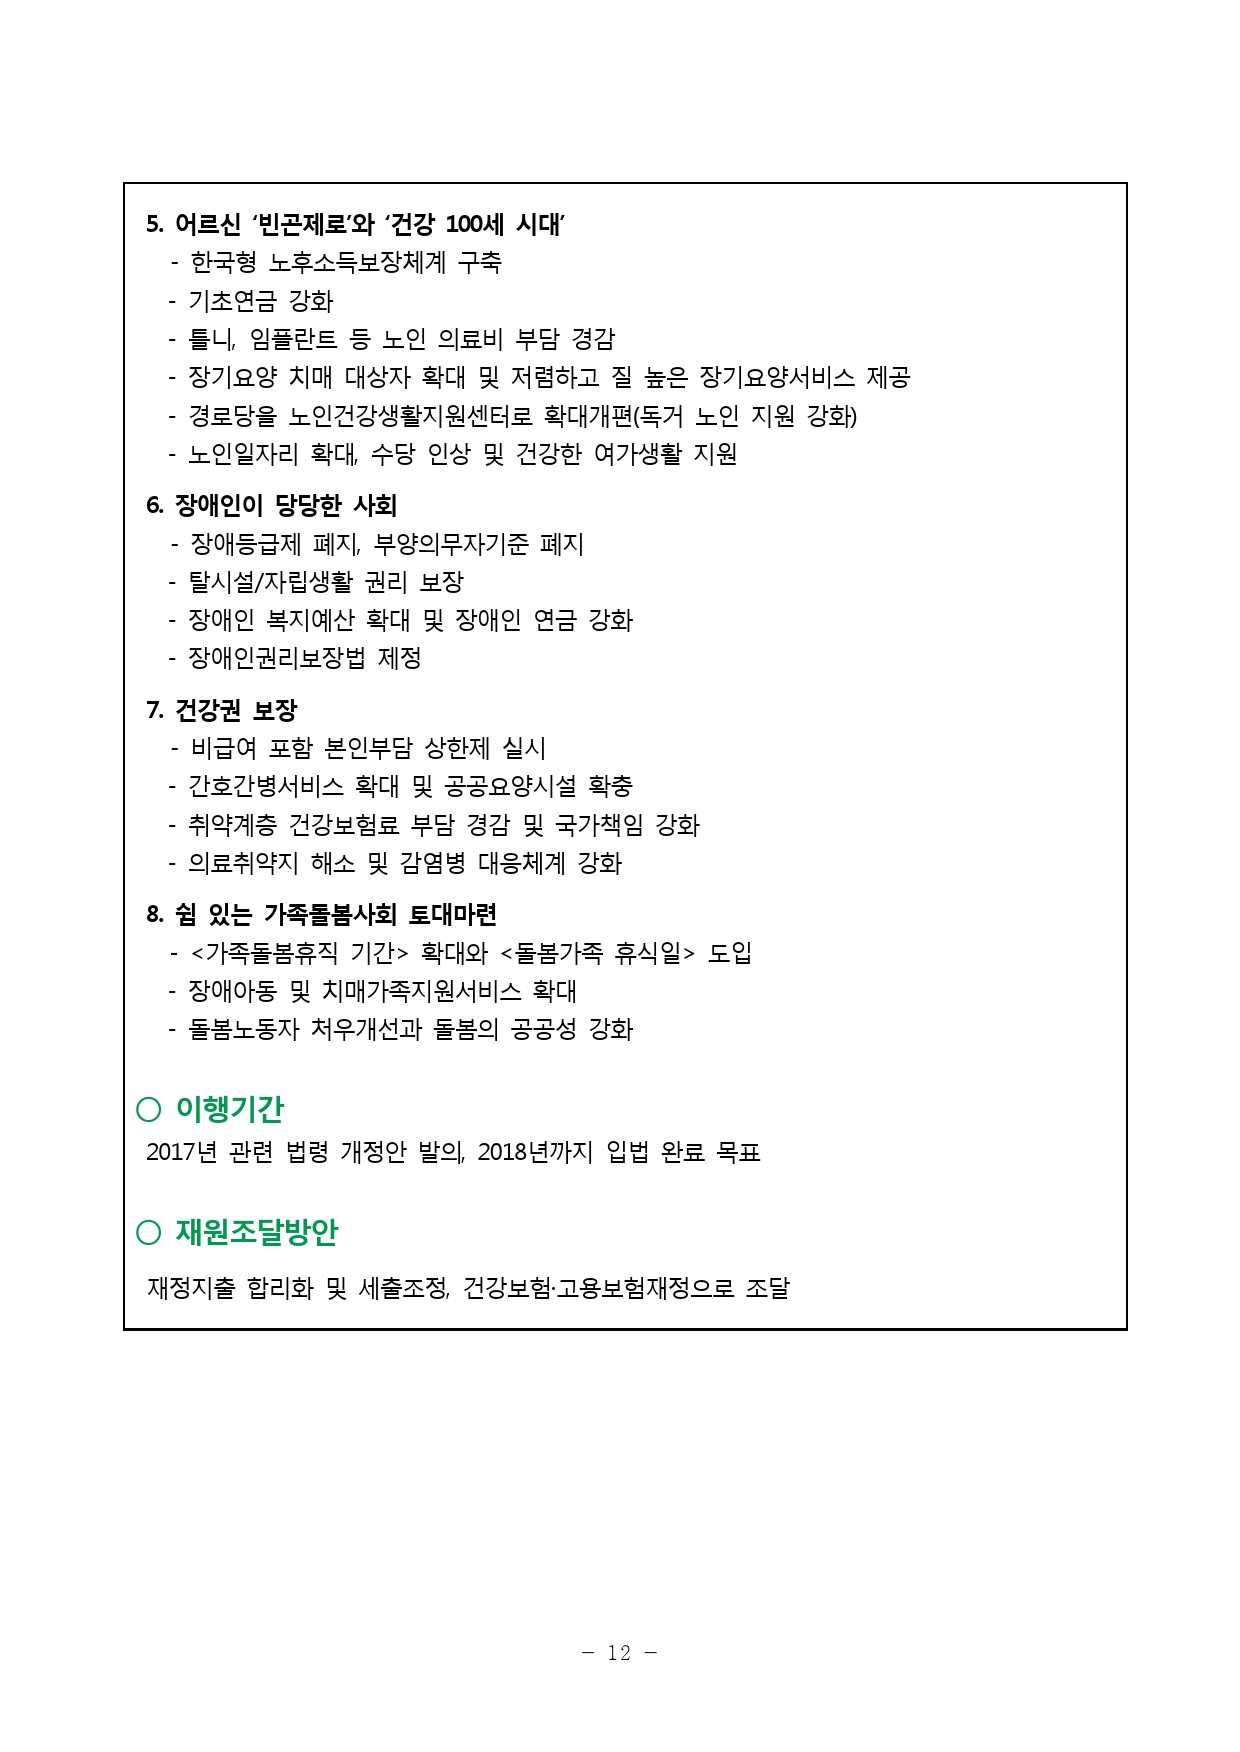 5. 어르신 ‘빈곤제로’와 ‘건강 100세 시대’
- 한국형 노후소득보장체계 구축
- 기초연금 강화
- 틀니, 임플란트 등 노인 의료비 부담 경감
- 장기요양 치매 대상자 확대 및 저렴하고 질 높은 장기요양서비스 제공
- 경로당을 노인건강생활지원센터로 확대개편(독거 노인 지원 강화)
- 노인일자리 확대, 수당 인상 및 건강한 여가생활 지원
6. 장애인이 당당한 사회
- 장애등급제 폐지, 부양의무자기준 폐지
- 탈시설/자립생활 권리 보장
- 장애인 복지예산 확대 및 장애인 연금 강화
- 장애인권리보장법 제정
7. 건강권 보장
- 비급여 포함 본인부담 상한제 실시
- 간호간병서비스 확대 및 공공요양시설 확충
- 취약계층 건강보험료 부담 경감 및 국가책임 강화
- 의료취약지 해소 및 감염병 대응체계 강화
8. 쉼 있는 가족돌봄사회 토대마련
- <가족돌봄휴직 기간> 확대와 <돌봄가족 휴식일> 도입
- 장애아동 및 치매가족지원서비스 확대
- 돌봄노동자 처우개선과 돌봄의 공공성 강화
○ 이행기간
2017년 관련 법령 개정안 발의, 2018년까지 입법 완료 목표
○ 재원조달방안
재정지출 합리화 및 세출조정, 건강보험·고용보험재정으로 조달
- 12 -